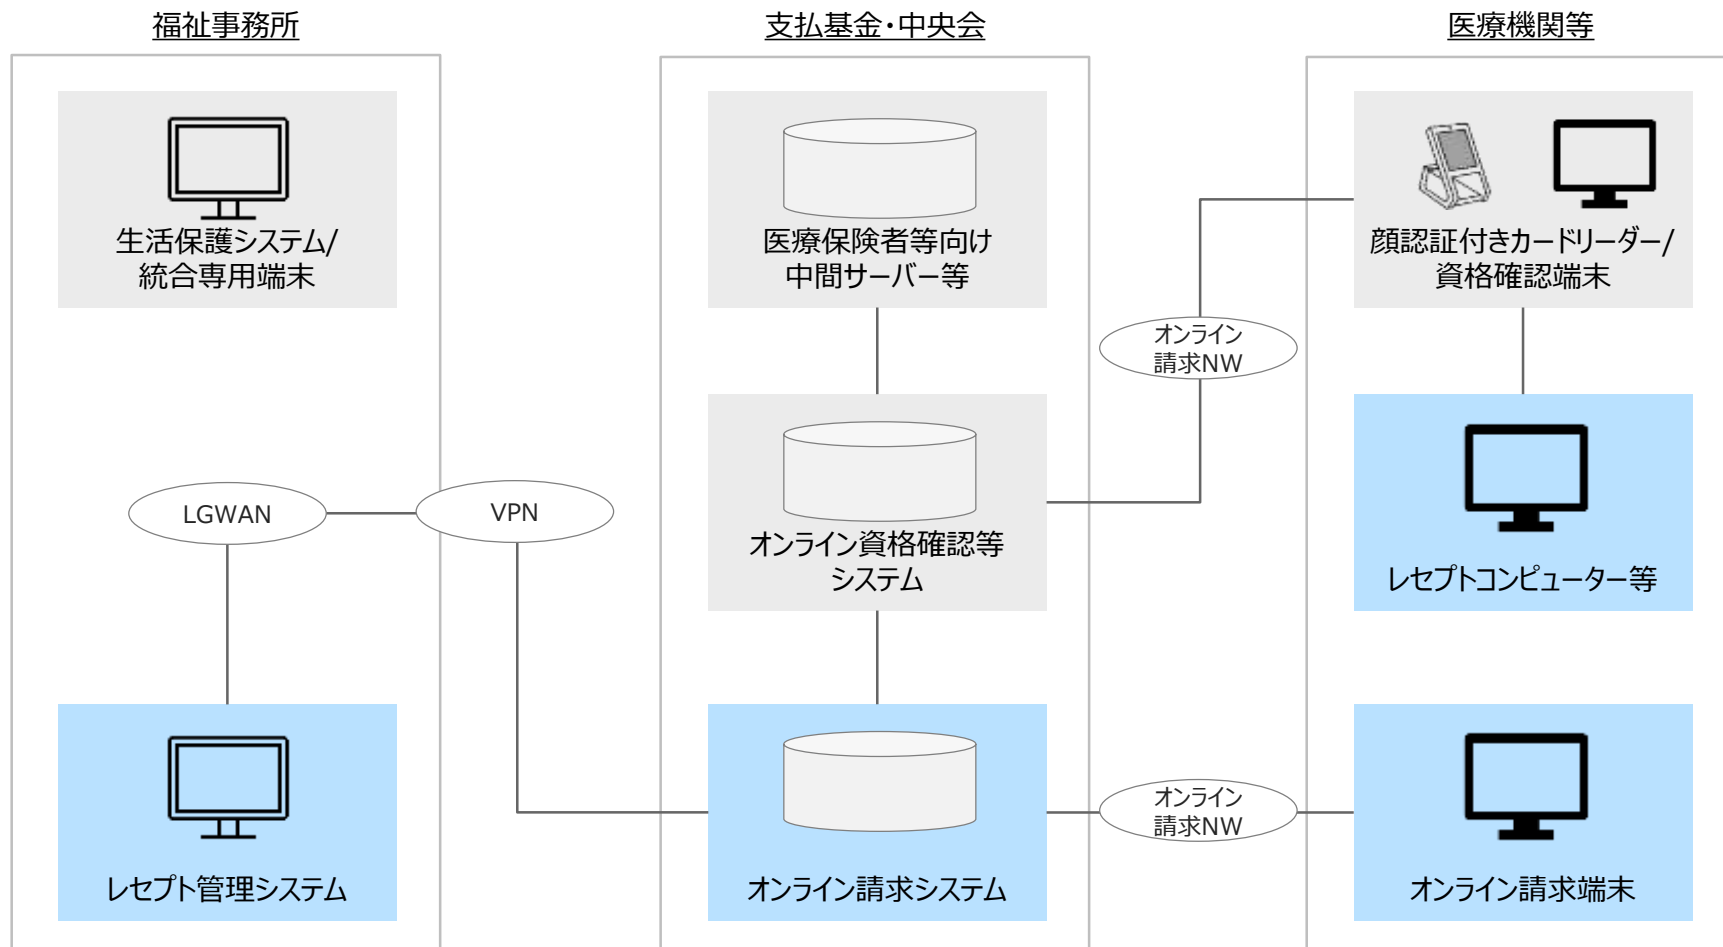 福祉事務所
支払基金・中央会
医療機関等
生活保護システム/
統合専用端末
医療保険者等向け
中間サーバー等
顔認証付きカードリーダー/
資格確認端末
オンライン
請求NW
LGWAN
VPN
オンライン資格確認等
システム
レセプトコンピューター等
オンライン
請求NW
レセプト管理システム
オンライン請求システム
オンライン請求端末